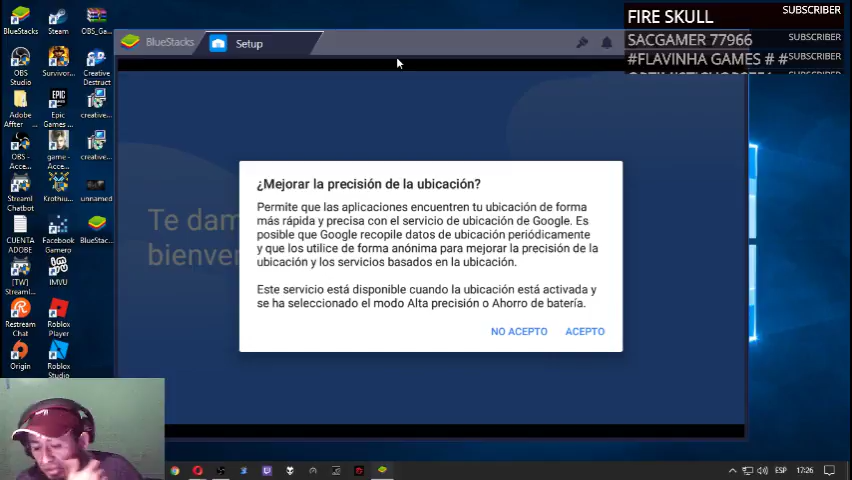 FIRE SKULL SUBSCRIBER
SACGAMER 77966 SUBSCRIBER
#FLAVINHA GAMES # # SUBSCRIBER
BlueStacks
Steam
OBS_Ga...
BlueStacks
Setup
OBS
Studio
Survivor...
Creative
Destruct
Adobe
Affter ...
Epic
Games ...
creative...
OBS -
Acce...
game -
Acce...
creative...
Streaml
Chatbot
Krothiu...
unnamed
CUENTA
ADOBE
Facebook
Gamero
BlueStac...
[TW]
Streaml...
IMVU
Restream
Chat
Roblox
Player
Origin
Roblox
Studio
Te dam
bienven
¿Mejorar la precisión de la ubicación?
Permite que las aplicaciones encuentren tu ubicación de forma
más rápida y precisa con el servicio de ubicación de Google. Es
posible que Google recopile datos de ubicación periódicamente
y que los utilice de forma anónima para mejorar la precisión de la
ubicación y los servicios basados en la ubicación.
Este servicio está disponible cuando la ubicación está activada y
se ha seleccionado el modo Alta precisión o Ahorro de batería.
NO ACEPTO ACEPTO
ESP 17:26